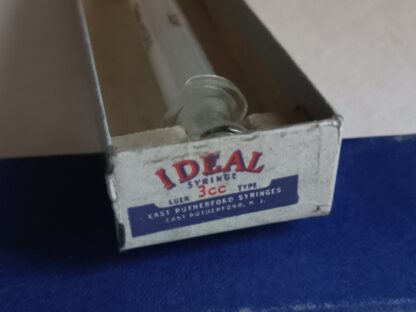 IDEAL
SYRINGE
LUER 3cc TYPE
EAST RUTHERFORD SYRINGES
EAST RUTHERFORD, N. J.